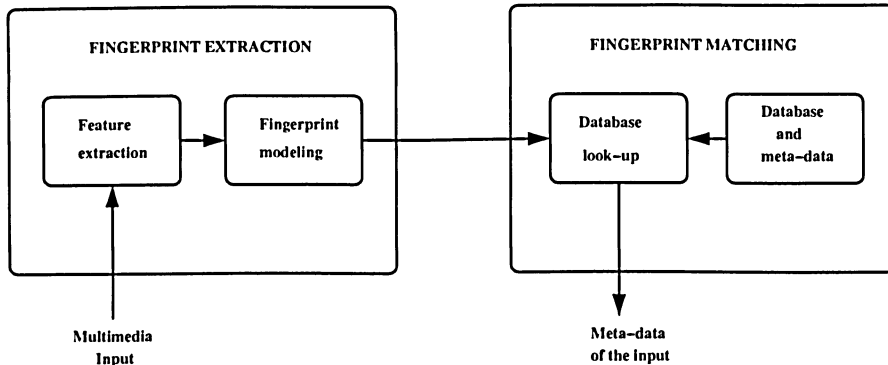 FINGERPRINT EXTRACTION
Feature
extraction
Fingerprint
modeling
Multimedia
Input
FINGERPRINT MATCHING
Database
look-up
Database
and
meta-data
Meta-data
of the input